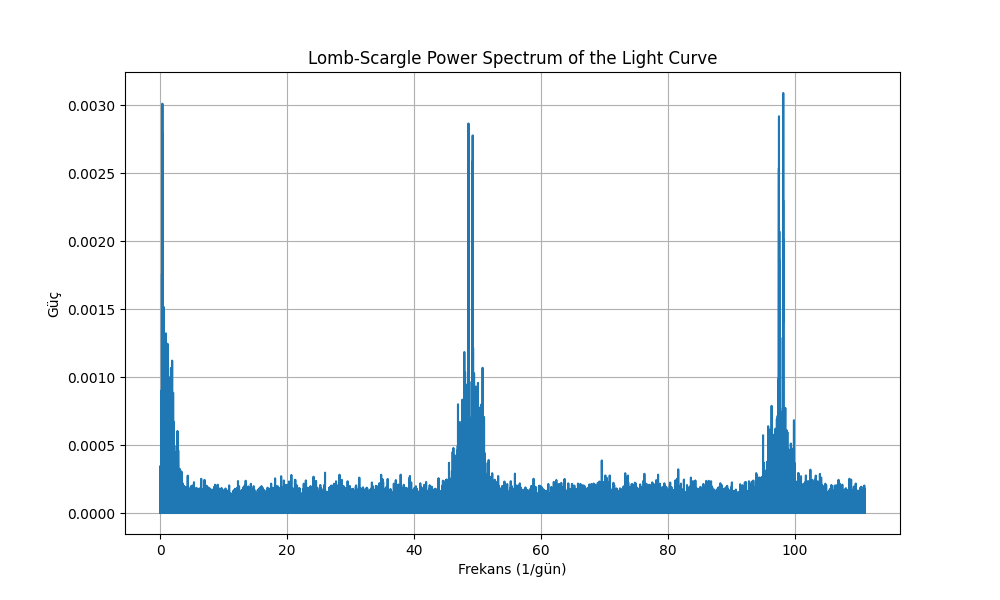 Lomb-Scargle Power Spectrum of the Light Curve
0.0030
0.0025
0.0020
0.0015
0.0010
0.0005
0.0000
Güç
0 20 40 60 80 100
Frekans (1/gün)